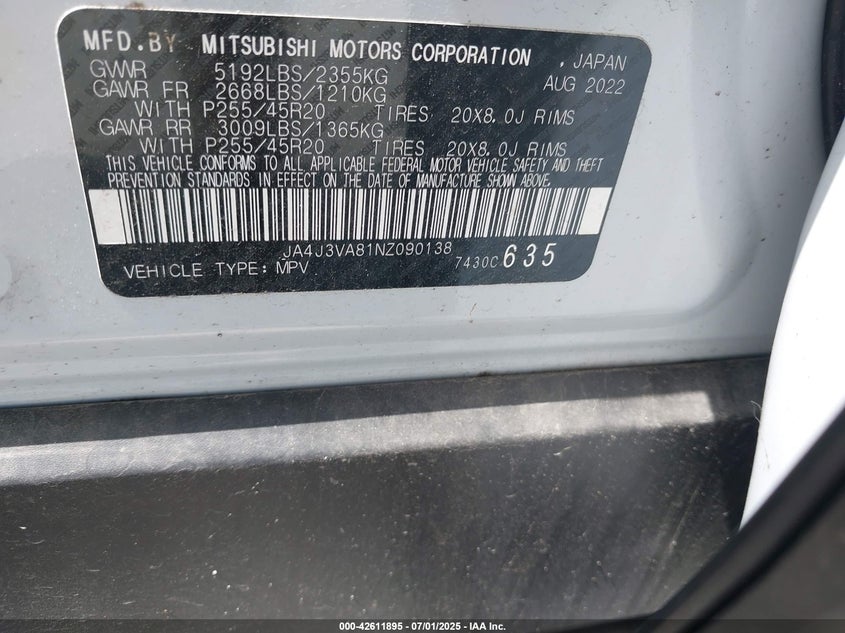 MFD.BY MITSUBISHI MOTORS CORPORATION , JAPAN
GVWR 5192LBS/2355KG AUG 2022
GAWR FR 2668LBS/1210KG
WITH P255/45R20 TIRES 20X8.0J RIMS
GAWR RR 3009LBS/1365KG
WITH P255/45R20 TIRES 20X8.0J RIMS
THIS VEHICLE CONFORMS TO ALL APPLICABLE FEDERAL MOTOR VEHICLE SAFETY AND THEFT
PREVENTION STANDARDS IN EFFECT ON THE DATE OF MANUFACTURE SHOWN ABOVE.
JA4J3VA81NZ090138 7430C 635
VEHICLE TYPE: MPV
000-42611895 / 07/01/2025 - IAA Inc.